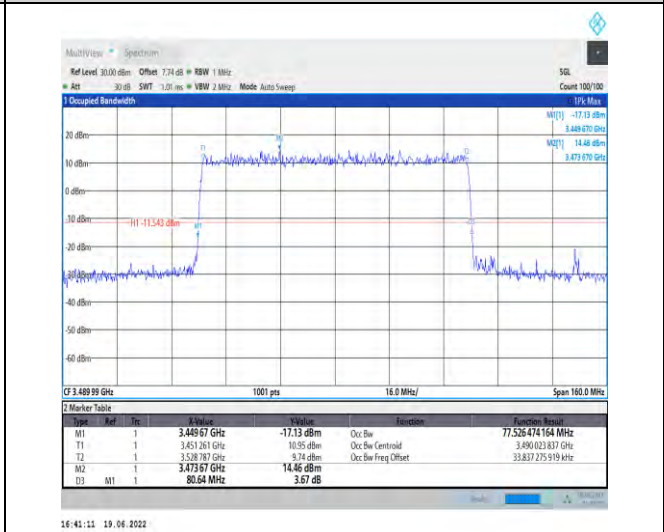 MultiView Spectrum
Ref Level 30.00 dBm Offset 7.74 dB RBW 1 MHz SGL
Att 30 dB SWT 1.01 ms VBW 2 MHz Mode Auto Sweep Count 100/100
1 Occupied Bandwidth 1Pk Max
M1[1] -17.13 dBm
3.449 670 GHz
M2[1] 14.46 dBm
3.473 670 GHz
20 dBm
T1 M2 T2
10 dBm
0 dBm
-10 dBm H1 -11.543 dBm
M1
-20 dBm
-30 dBm
-40 dBm
-50 dBm
-60 dBm
CF 3.489 99 GHz 1001 pts 16.0 MHz/ Span 160.0 MHz
2 Marker Table
Type Ref Trc X-Value Y-Value Function Function Result
M1 1 3.449 67 GHz -17.13 dBm Occ Bw 77.526 474 164 MHz
T1 1 3.451 261 GHz 10.95 dBm Occ Bw Centroid 3.490 023 837 GHz
T2 1 3.528 787 GHz 9.74 dBm Occ Bw Freq Offset 33.837 275 919 kHz
M2 1 3.473 67 GHz 14.46 dBm
D3 M1 1 80.64 MHz 3.67 dB
16:41:11 19.06.2022